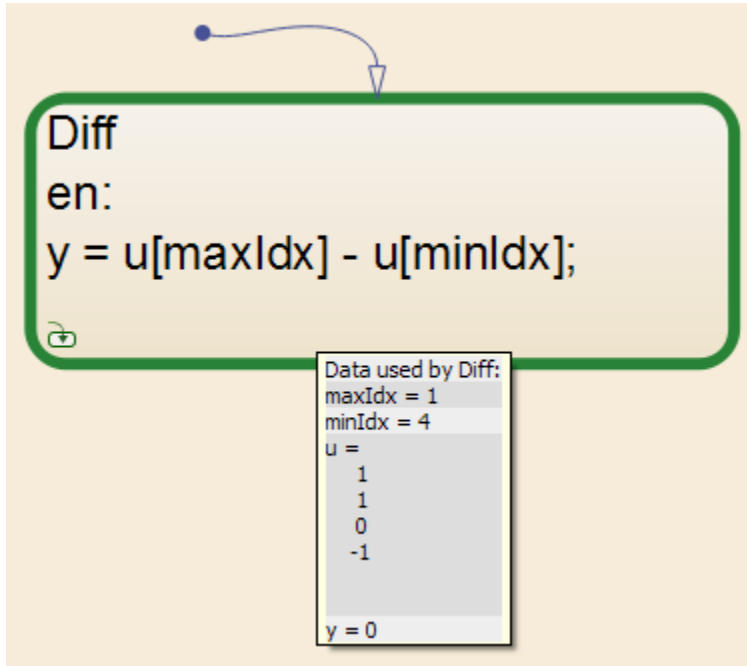 Diff
en:
y = u[maxIdx] - u[minIdx];
Data used by Diff:
maxIdx = 1
minIdx = 4
u =
1
1
0
-1
y = 0